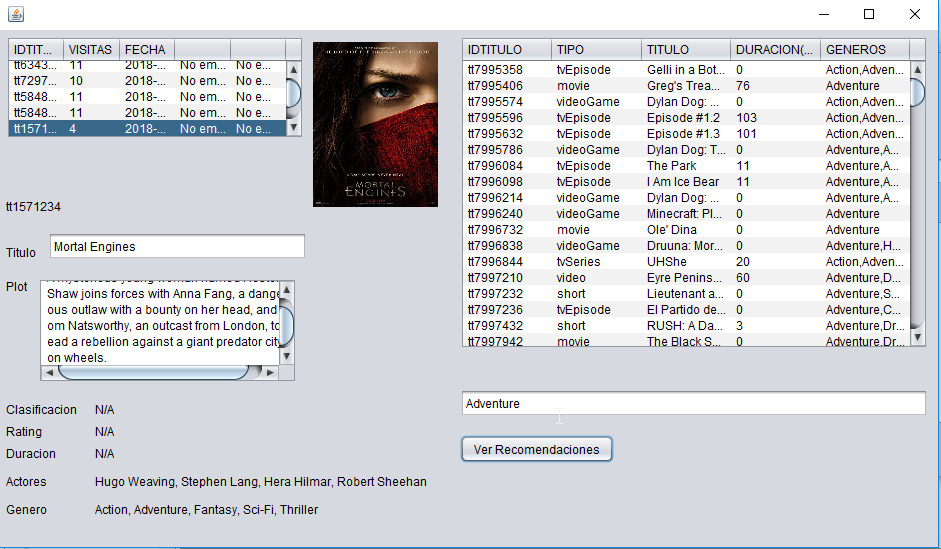 IDTIT... VISITAS FECHA
tt6343... 11 2018-... No em... No e...
tt7297... 10 2018-... No em... No e...
tt5848... 11 2018-... No em... No e...
tt5848... 11 2018-... No em... No e...
tt1571... 4 2018-... No em... No e...
MORTAL
ENGINES
tt1571234
Titulo Mortal Engines
Plot
Shaw joins forces with Anna Fang, a dange
ous outlaw with a bounty on her head, and
om Natsworthy, an outcast from London, to
ead a rebellion against a giant predator city
on wheels.
Clasificacion N/A
Rating N/A
Duracion N/A
Actores Hugo Weaving, Stephen Lang, Hera Hilmar, Robert Sheehan
Genero Action, Adventure, Fantasy, Sci-Fi, Thriller
IDTITULO TIPO TITULO DURACION(... GENEROS
tt7995358 tvEpisode Gelli in a Bot... 0 Action,Adven...
tt7995406 movie Greg's Trea... 76 Adventure
tt7995574 videoGame Dylan Dog: ... 0 Action,Adven...
tt7995596 tvEpisode Episode #1.2 103 Action,Adven...
tt7995632 tvEpisode Episode #1.3 101 Action,Adven...
tt7995786 videoGame Dylan Dog: T... 0 Adventure,A...
tt7996084 tvEpisode The Park 11 Adventure,A...
tt7996098 tvEpisode I Am Ice Bear 11 Adventure,A...
tt7996214 videoGame Dylan Dog: ... 0 Adventure,A...
tt7996240 videoGame Minecraft: Pl... 0 Adventure
tt7996732 movie Ole' Dina 0 Adventure
tt7996838 videoGame Druuna: Mor... 0 Adventure,H...
tt7996844 tvSeries UHShe 20 Action,Adven...
tt7997210 video Eyre Penins... 60 Adventure,D...
tt7997232 short Lieutenant a... 0 Adventure,S...
tt7997236 tvEpisode El Partido de... 0 Adventure,C...
tt7997432 short RUSH: A Da... 3 Adventure,Dr...
tt7997942 movie The Black S... 0 Adventure,Dr...
Adventure
Ver Recomendaciones